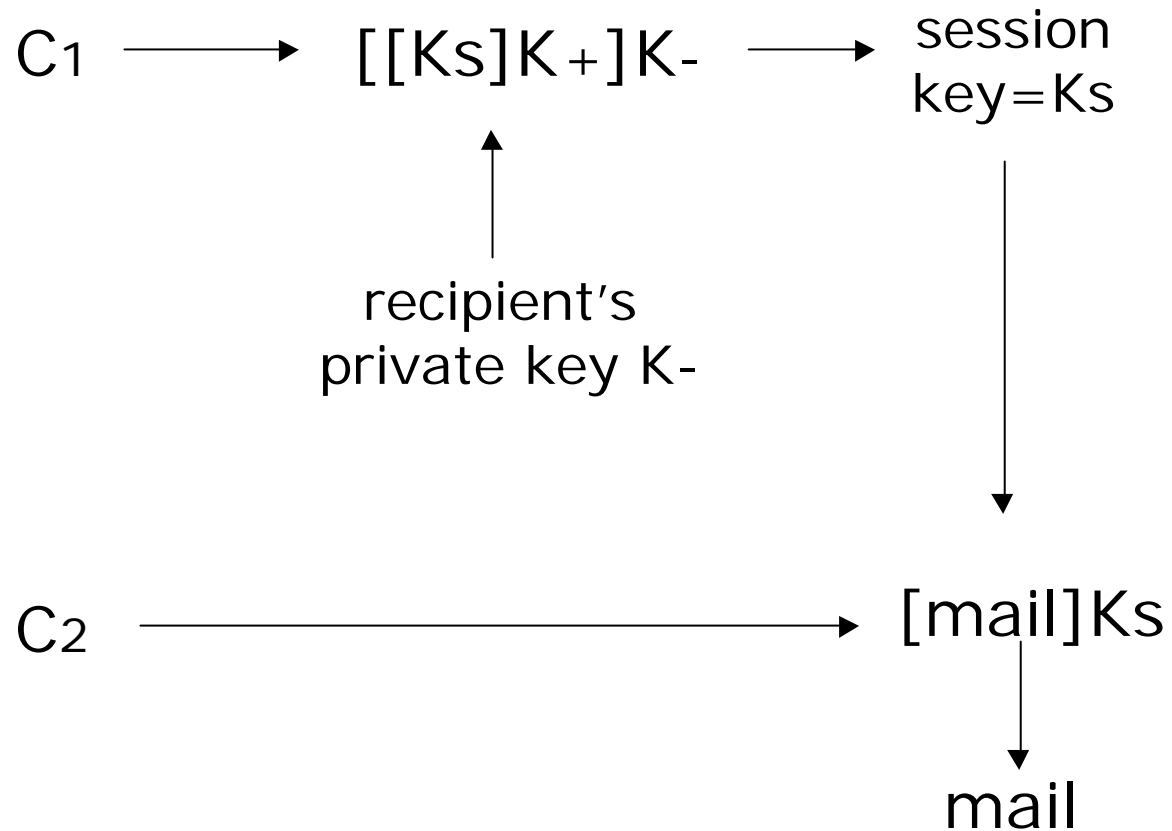 C1
[[Ks]K+]K-
session
key=Ks
recipient's
private key K-
C2
[mail]Ks
mail